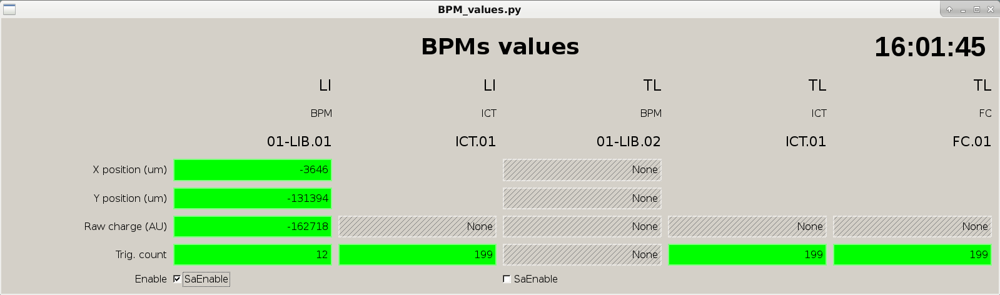 BPM_values.py
BPMs values 16:01:45
LI LI TL TL TL
BPM ICT BPM ICT FC
01-LIB.01 ICT.01 01-LIB.02 ICT.01 FC.01
X position (um) -3646 None
Y position (um) -131394 None
Raw charge (AU) -162718 None None None None
Trig. count 12 199 None 199 199
Enable SaEnable SaEnable